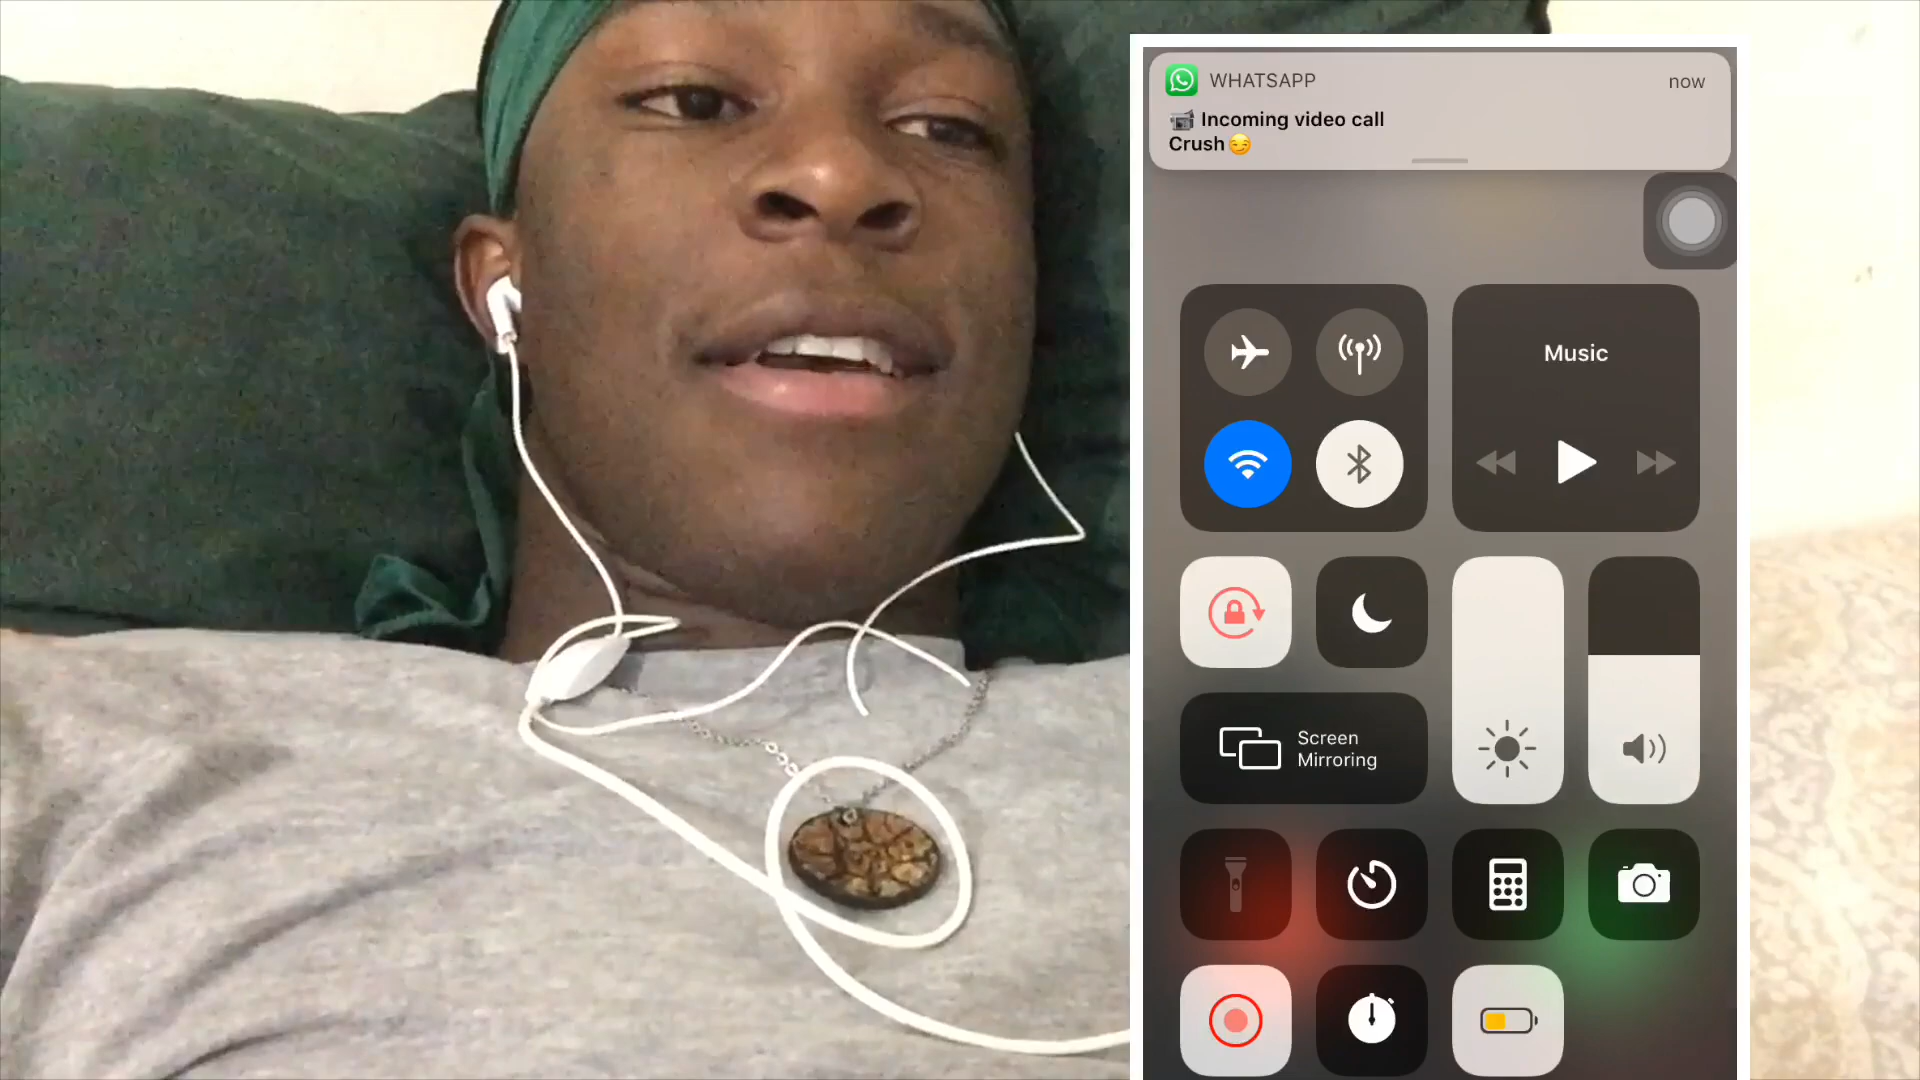 WHATSAPP
now
📹 Incoming video call
Crush😏
Music
Screen
Mirroring